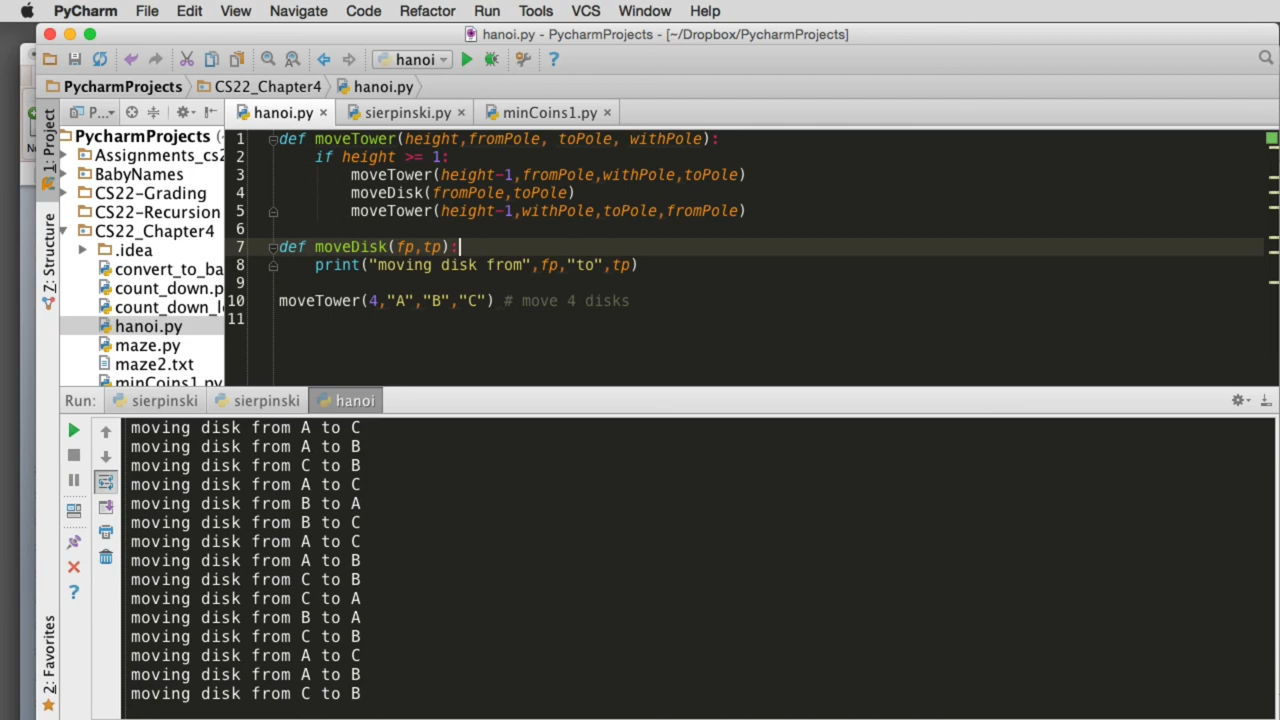 PyCharm File Edit View Navigate Code Refactor Run Tools VCS Window Help
hanoi.py - PycharmProjects - [~/Dropbox/PycharmProjects]
hanoi
PycharmProjects CS22_Chapter4 hanoi.py
1: Project
P...
hanoi.py sierpinski.py minCoins1.py
PycharmProjects (
Assignments_cs2
BabyNames
CS22-Grading
CS22-Recursion
CS22_Chapter4
.idea
convert_to_ba
count_down.p
count_down_l
hanoi.py
maze.py
maze2.txt
minCoins1.py
Z: Structure
1 def moveTower(height,fromPole, toPole, withPole):
2 if height >= 1:
3 moveTower(height-1,fromPole,withPole,toPole)
4 moveDisk(fromPole,toPole)
5 moveTower(height-1,withPole,toPole,fromPole)
6
7 def moveDisk(fp,tp):
8 print("moving disk from",fp,"to",tp)
9
10 moveTower(4,"A","B","C") # move 4 disks
11
Run: sierpinski sierpinski hanoi
moving disk from A to C
moving disk from A to B
moving disk from C to B
moving disk from A to C
moving disk from B to A
moving disk from B to C
moving disk from A to C
moving disk from A to B
moving disk from C to B
moving disk from C to A
moving disk from B to A
moving disk from C to B
moving disk from A to C
moving disk from A to B
moving disk from C to B
2: Favorites